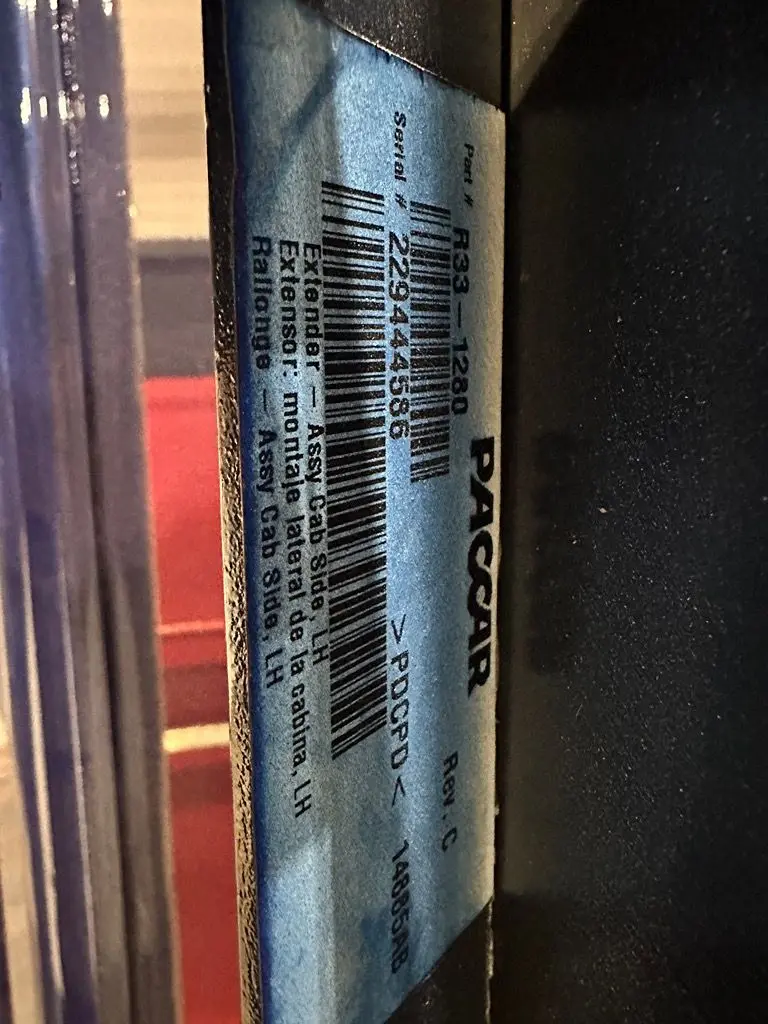 PACCAR
Part # R33-1280 Rev. C
Serial # 229444586 >PDCPD< 14885AB
Extender - Assy Cab Side, LH
Extensor: montaje lateral de la cabina, LH
Rallonge - Assy Cab Side, LH